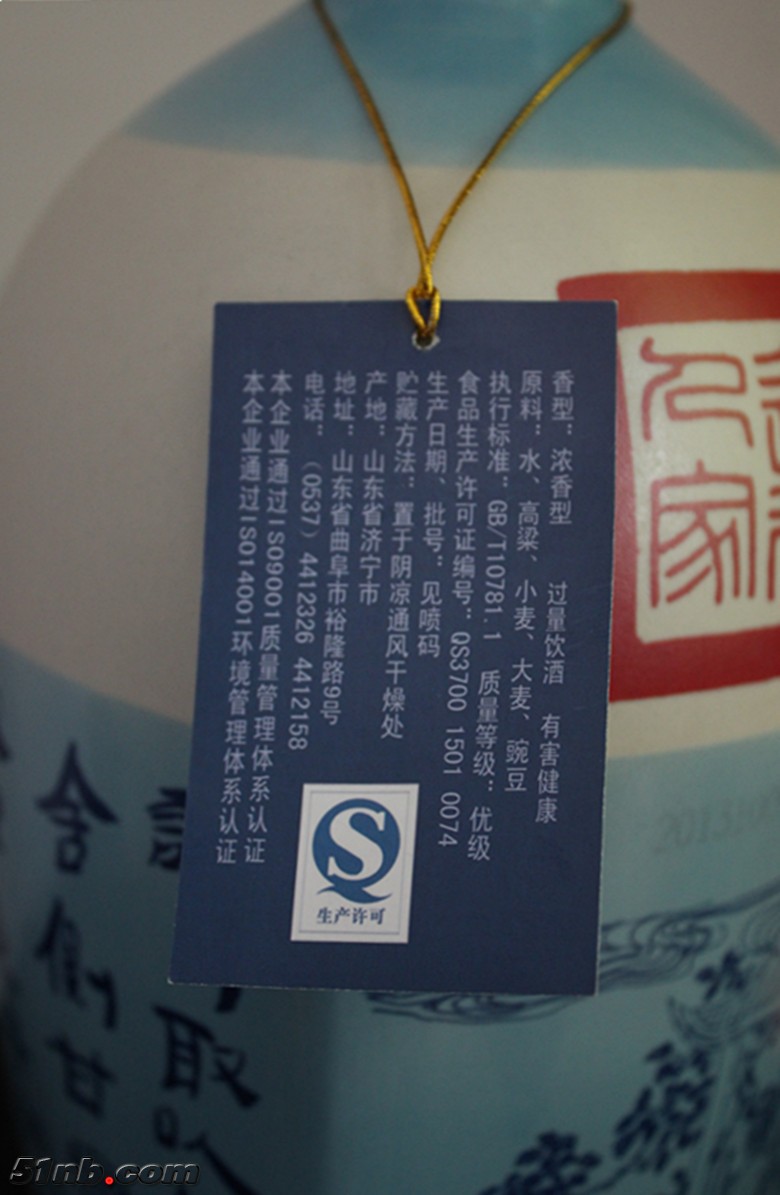 香型：浓香型 过量饮酒 有害健康
原料：水、高粱、小麦、大麦、豌豆
执行标准：GB/T10781.1 质量等级：优级
食品生产许可证编号：QS3700 1501 0074
生产日期、批号：见喷码
贮藏方法：置于阴凉通风干燥处
产地：山东省济宁市
地址：山东省曲阜市裕隆路9号
电话：（0537）4412326 4412158
本企业通过ISO9001质量管理体系认证
本企业通过ISO14001环境管理体系认证
生产许可
人家
取
舍侧甘
51nb.com